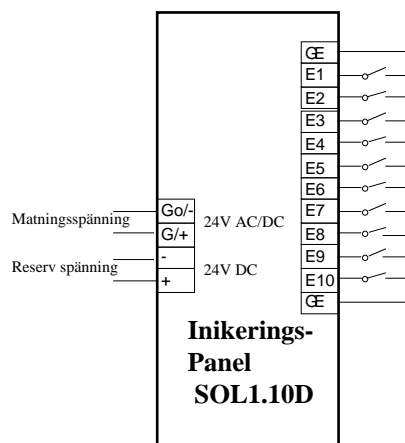 GE
E1
E2
E3
E4
E5
E6
E7
E8
E9
E10
GE
Matningsspänning
Go/-
24V AC/DC
G/+
Reserv spänning
-
24V DC
+
Inikerings-
Panel
SOL1.10D